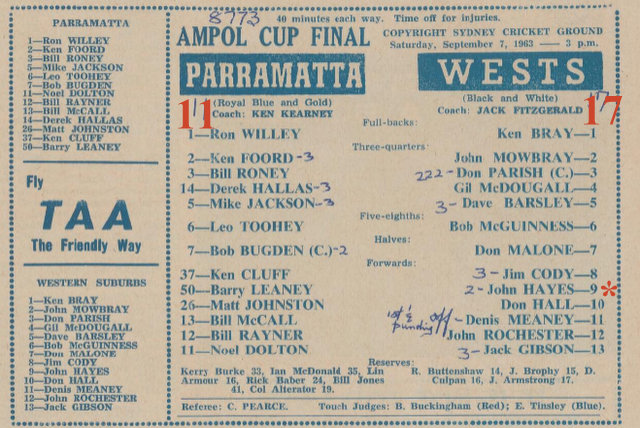 PARRAMATTA
1—Ron WILLEY
2—Ken FOORD
3—Bill RONEY
5—Mike JACKSON
6—Leo TOOHEY
7—Bob BUGDEN
11—Noel DOLTON
12—Bill RAYNER
13—Bill McCALL
14—Derek HALLAS
26—Matt JOHNSTON
37—Ken CLUFF
50—Barry LEANEY
Fly
TAA
The Friendly Way
WESTERN SUBURBS
1—Ken BRAY
2—John MOWBRAY
3—Don PARISH
4—Gil McDOUGALL
5—Dave BARSLEY
6—Bob McGUINNESS
7—Don MALONE
8—Jim CODY
9—John HAYES
10—Don HALL
11—Denis MEANEY
12—John ROCHESTER
13—Jack GIBSON
8773
40 minutes each way. Time off for injuries.
AMPOL CUP FINAL
COPYRIGHT SYDNEY CRICKET GROUND
Saturday, September 7, 1963 — 3 p.m.
PARRAMATTA WESTS
11 (Royal Blue and Gold) (Black and White) 17
Coach: KEN KEARNEY Coach: JACK FITZGERALD
Full-backs:
1—Ron WILLEY Ken BRAY—1
Three-quarters:
2—Ken FOORD-3 John MOWBRAY—2
3—Bill RONEY 222-Don PARISH (C.)—3
14—Derek HALLAS-3 Gil McDOUGALL—4
5—Mike JACKSON-3 3-Dave BARSLEY—5
Five-eighths:
6—Leo TOOHEY Bob McGUINNESS—6
Halves:
7—Bob BUGDEN (C.)-2 Don MALONE—7
Forwards:
37—Ken CLUFF 3-Jim CODY—8
50—Barry LEANEY 2-John HAYES—9*
26—Matt JOHNSTON Don HALL—10
13—Bill McCALL off-Denis MEANEY—11
12—Bill RAYNER John ROCHESTER—12
11—Noel DOLTON 3-Jack GIBSON—13
Reserves:
Kerry Burke 33, Ian McDonald 35, Lin R. Buttenshaw 14, J. Brophy 15, D.
Armour 16, Rick Baber 24, Bill Jones Culpan 16, J. Armstrong 17.
41, Col Alterator 19.
Referee: C. PEARCE. Touch Judges: B. Buckingham (Red); E. Tinsley (Blue).